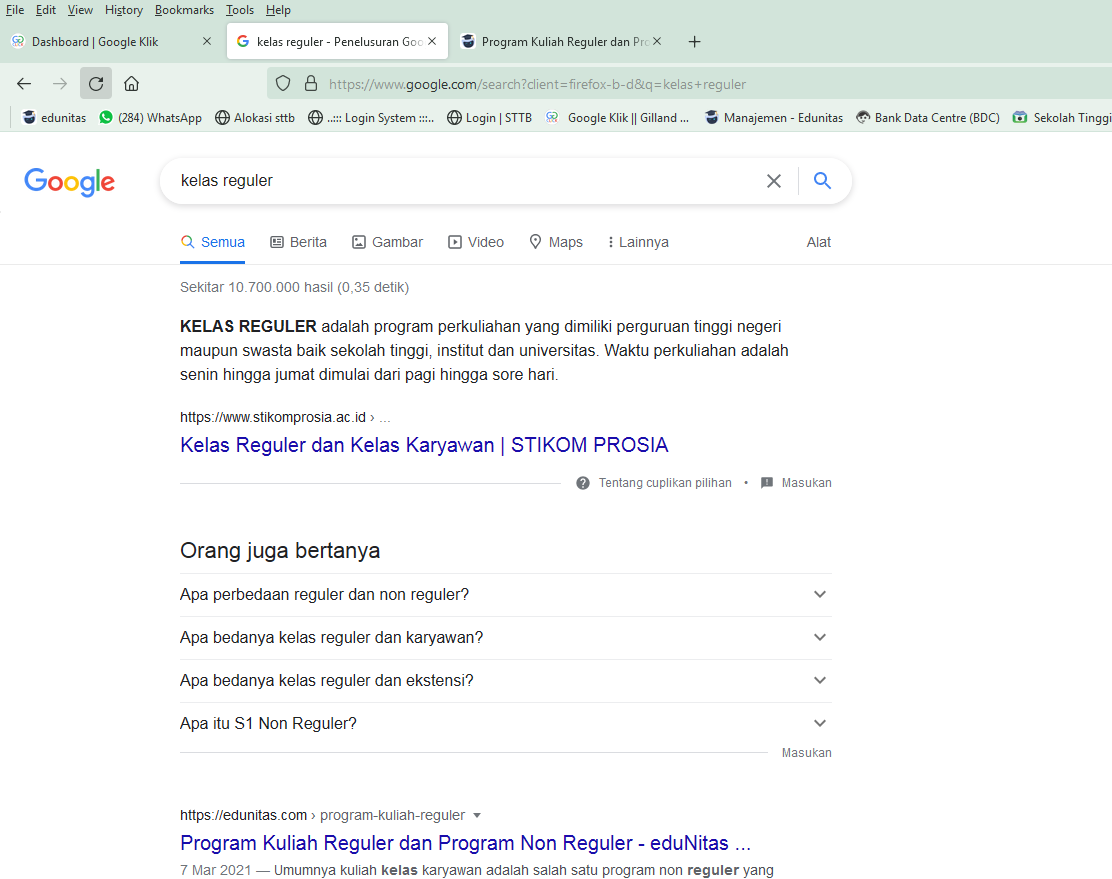 File Edit View History Bookmarks Tools Help
Dashboard | Google Klik
kelas reguler - Penelusuran Goo
Program Kuliah Reguler dan Pro
https://www.google.com/search?client=firefox-b-d&q=kelas+reguler
edunitas (284) WhatsApp Alokasi sttb ..::: Login System :::.. Login | STTB Google Klik || Gilland ... Manajemen - Edunitas Bank Data Centre (BDC) Sekolah Tinggi
Google
kelas reguler
Semua Berita Gambar Video Maps Lainnya Alat
Sekitar 10.700.000 hasil (0,35 detik)
KELAS REGULER adalah program perkuliahan yang dimiliki perguruan tinggi negeri
maupun swasta baik sekolah tinggi, institut dan universitas. Waktu perkuliahan adalah
senin hingga jumat dimulai dari pagi hingga sore hari.
https://www.stikomprosia.ac.id › ...
Kelas Reguler dan Kelas Karyawan | STIKOM PROSIA
Tentang cuplikan pilihan • Masukan
Orang juga bertanya
Apa perbedaan reguler dan non reguler?
Apa bedanya kelas reguler dan karyawan?
Apa bedanya kelas reguler dan ekstensi?
Apa itu S1 Non Reguler?
Masukan
https://edunitas.com › program-kuliah-reguler
Program Kuliah Reguler dan Program Non Reguler - eduNitas ...
7 Mar 2021 — Umumnya kuliah kelas karyawan adalah salah satu program non reguler yang